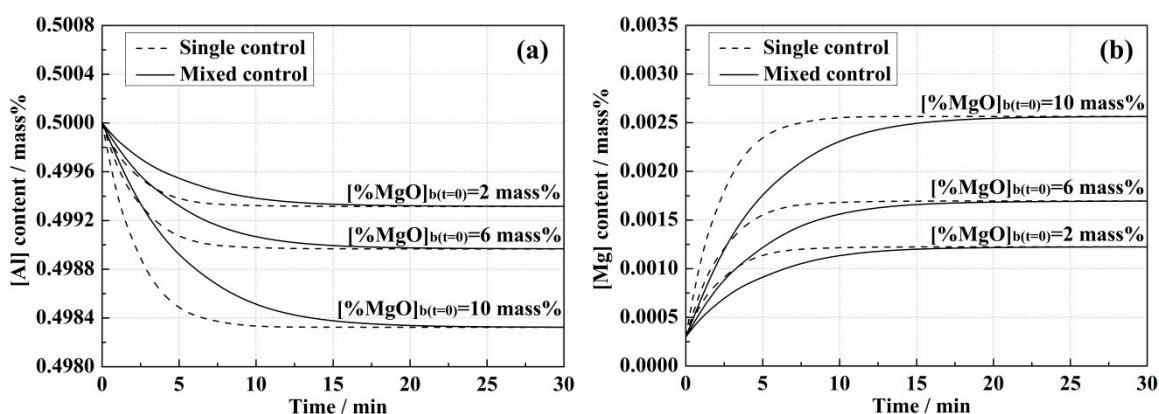 (a)
Single control
Mixed control
[%MgO]b(t=0)=2 mass%
[%MgO]b(t=0)=6 mass%
[%MgO]b(t=0)=10 mass%
0.5008
0.5004
0.5000
0.4996
0.4992
0.4988
0.4984
0.4980
[Al] content / mass%
0
5
10
15
20
25
30
Time / min
(b)
Single control
Mixed control
[%MgO]b(t=0)=10 mass%
[%MgO]b(t=0)=6 mass%
[%MgO]b(t=0)=2 mass%
0.0035
0.0030
0.0025
0.0020
0.0015
0.0010
0.0005
0.0000
[Mg] content / mass%
0
5
10
15
20
25
30
Time / min